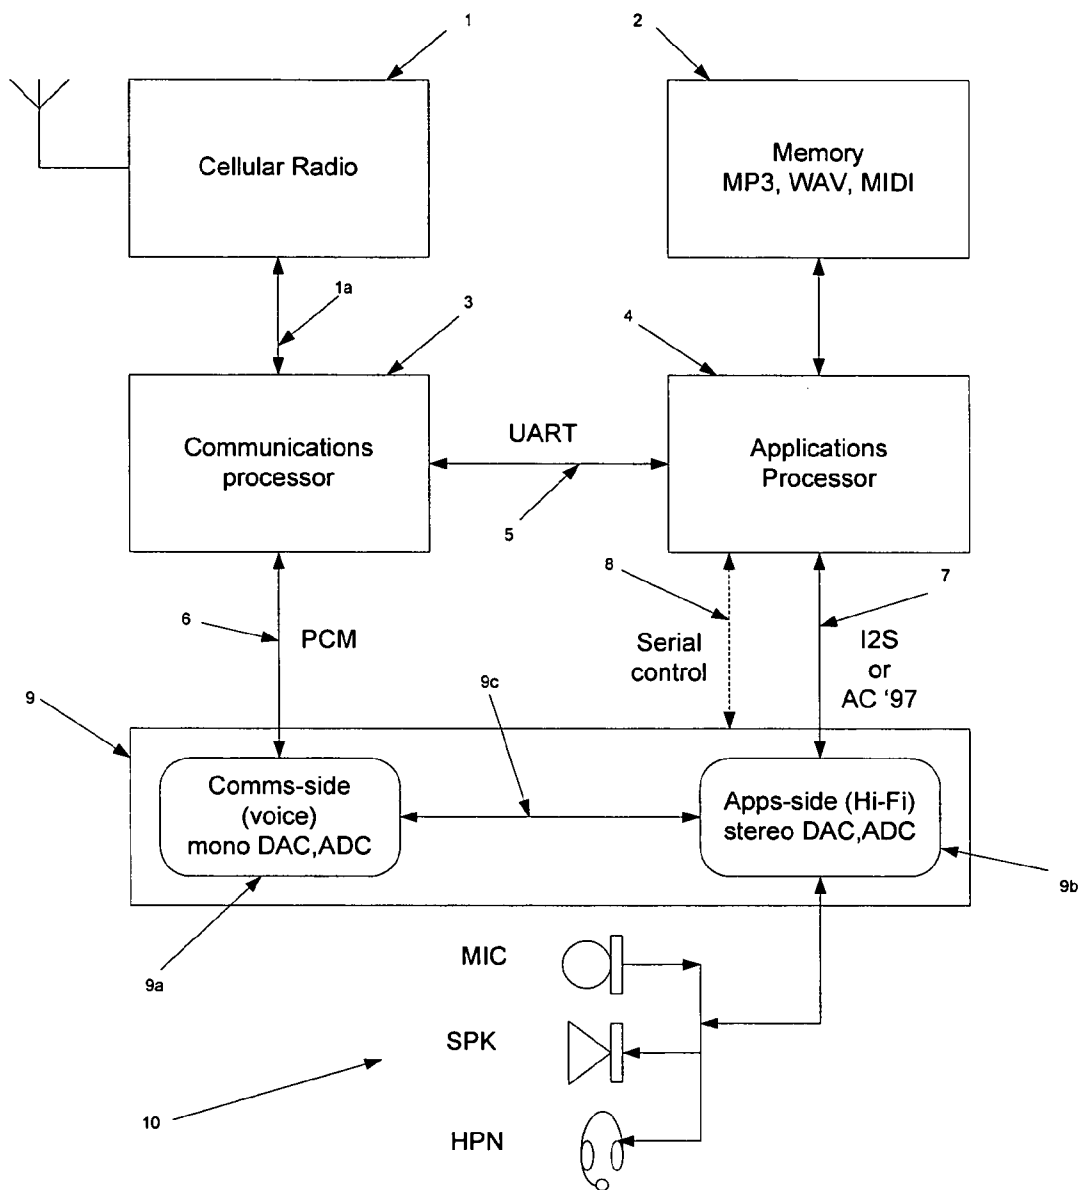 1
2
Cellular Radio
Memory
MP3, WAV, MIDI
1a
3
4
Communications
processor
UART
Applications
Processor
5
8
7
6
PCM
Serial
control
I2S
or
AC ‘97
9
9c
Comms-side
(voice)
mono DAC,ADC
Apps-side (Hi-Fi)
stereo DAC,ADC
9b
9a
MIC
SPK
10
HPN